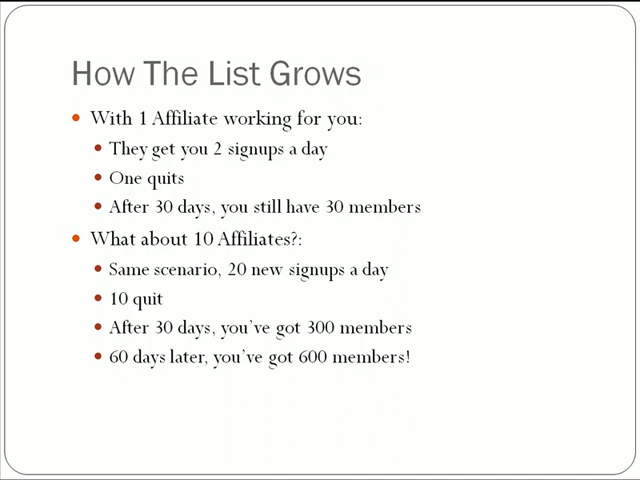 How The List Grows
With 1 Affiliate working for you:
They get you 2 signups a day
One quits
After 30 days, you still have 30 members
What about 10 Affiliates?:
Same scenario, 20 new signups a day
10 quit
After 30 days, you've got 300 members
60 days later, you've got 600 members!